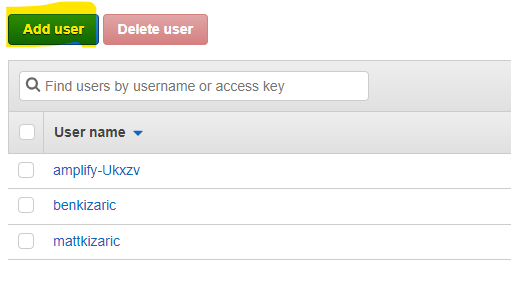 Add user Delete user
Find users by username or access key
User name
amplify-Ukxzv
benkizaric
mattkizaric